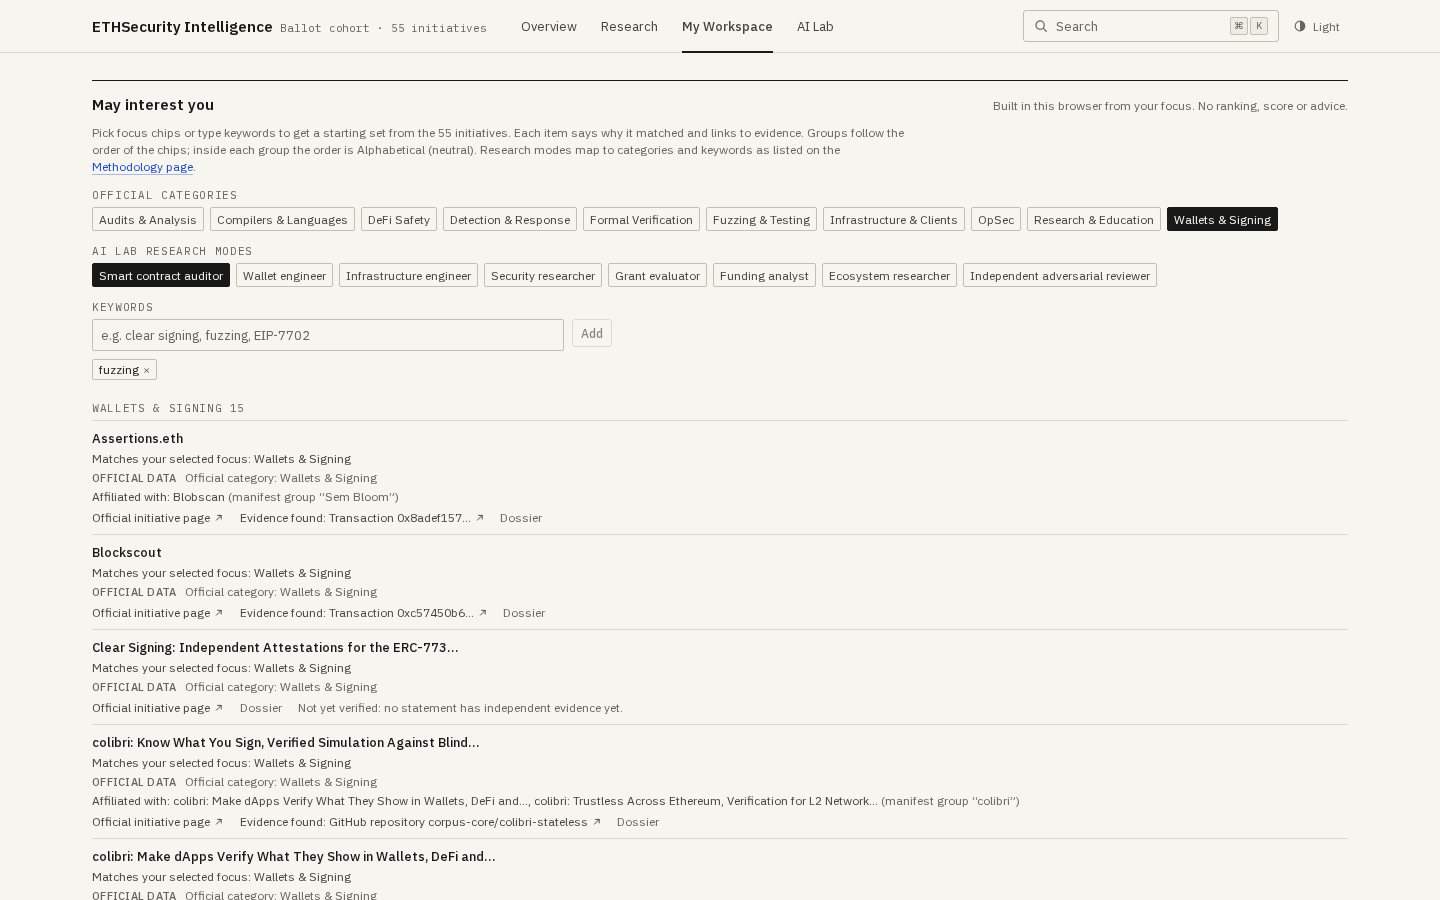 ETHSecurity Intelligence Ballot cohort · 55 initiatives Overview Research My Workspace AI Lab Search ⌘ K Light
May interest you Built in this browser from your focus. No ranking, score or advice.
Pick focus chips or type keywords to get a starting set from the 55 initiatives. Each item says why it matched and links to evidence. Groups follow the
order of the chips; inside each group the order is Alphabetical (neutral). Research modes map to categories and keywords as listed on the
Methodology page.
OFFICIAL CATEGORIES
Audits & Analysis Compilers & Languages DeFi Safety Detection & Response Formal Verification Fuzzing & Testing Infrastructure & Clients OpSec Research & Education Wallets & Signing
AI LAB RESEARCH MODES
Smart contract auditor Wallet engineer Infrastructure engineer Security researcher Grant evaluator Funding analyst Ecosystem researcher Independent adversarial reviewer
KEYWORDS
e.g. clear signing, fuzzing, EIP-7702 Add
fuzzing ×
WALLETS & SIGNING 15
Assertions.eth
Matches your selected focus: Wallets & Signing
OFFICIAL DATA Official category: Wallets & Signing
Affiliated with: Blobscan (manifest group “Sem Bloom”)
Official initiative page ↗ Evidence found: Transaction 0x8adef157… ↗ Dossier
Blockscout
Matches your selected focus: Wallets & Signing
OFFICIAL DATA Official category: Wallets & Signing
Official initiative page ↗ Evidence found: Transaction 0xc57450b6… ↗ Dossier
Clear Signing: Independent Attestations for the ERC-773…
Matches your selected focus: Wallets & Signing
OFFICIAL DATA Official category: Wallets & Signing
Official initiative page ↗ Dossier Not yet verified: no statement has independent evidence yet.
colibri: Know What You Sign, Verified Simulation Against Blind…
Matches your selected focus: Wallets & Signing
OFFICIAL DATA Official category: Wallets & Signing
Affiliated with: colibri: Make dApps Verify What They Show in Wallets, DeFi and…, colibri: Trustless Across Ethereum, Verification for L2 Network… (manifest group “colibri”)
Official initiative page ↗ Evidence found: GitHub repository corpus-core/colibri-stateless ↗ Dossier
colibri: Make dApps Verify What They Show in Wallets, DeFi and…
Matches your selected focus: Wallets & Signing
OFFICIAL DATA Official category: Wallets & Signing